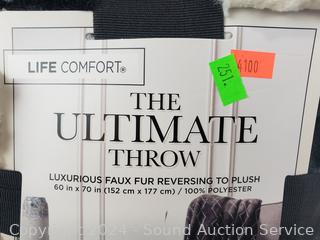 LIFE COMFORT®
251.
4100
THE
ULTIMATE
THROW
LUXURIOUS FAUX FUR REVERSING TO PLUSH
60 in x 70 in (152 cm x 177 cm) / 100% POLYESTER
© 2024 - Sound Auction Service